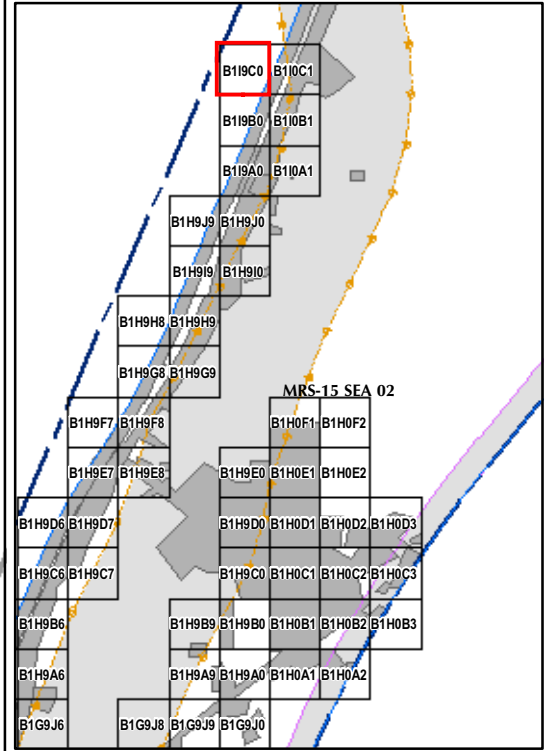 B1I9C0 B1I0C1
B1I9B0 B1I0B1
B1I9A0 B1I0A1
B1H9J9 B1H9J0
B1H9I9 B1H9I0
B1H9H8 B1H9H9
B1H9G8 B1H9G9
MRS-15 SEA 02
B1H9F7 B1H9F8 B1H0F1 B1H0F2
B1H9E7 B1H9E8 B1H9E0 B1H0E1 B1H0E2
B1H9D6 B1H9D7 B1H9D0 B1H0D1 B1H0D2 B1H0D3
B1H9C6 B1H9C7 B1H9C0 B1H0C1 B1H0C2 B1H0C3
B1H9B6 B1H9B9 B1H9B0 B1H0B1 B1H0B2 B1H0B3
B1H9A6 B1H9A9 B1H9A0 B1H0A1 B1H0A2
B1G9J6 B1G9J8 B1G9J9 B1G9J0